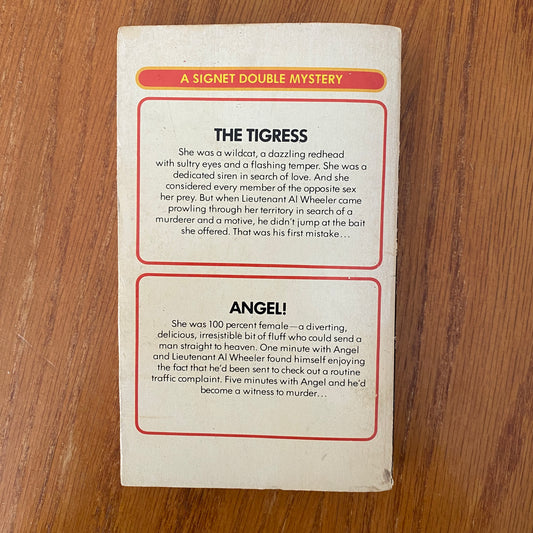 A SIGNET DOUBLE MYSTERY
THE TIGRESS
She was a wildcat, a dazzling redhead
with sultry eyes and a flashing temper. She was a
dedicated siren in search of love. And she
considered every member of the opposite sex
her prey. But when Lieutenant Al Wheeler came
prowling through her territory in search of a
murderer and a motive, he didn't jump at the bait
she offered. That was his first mistake...
ANGEL!
She was 100 percent female—a diverting,
delicious, irresistible bit of fluff who could send a
man straight to heaven. One minute with Angel
and Lieutenant Al Wheeler found himself enjoying
the fact that he'd been sent to check out a routine
traffic complaint. Five minutes with Angel and he'd
become a witness to murder...